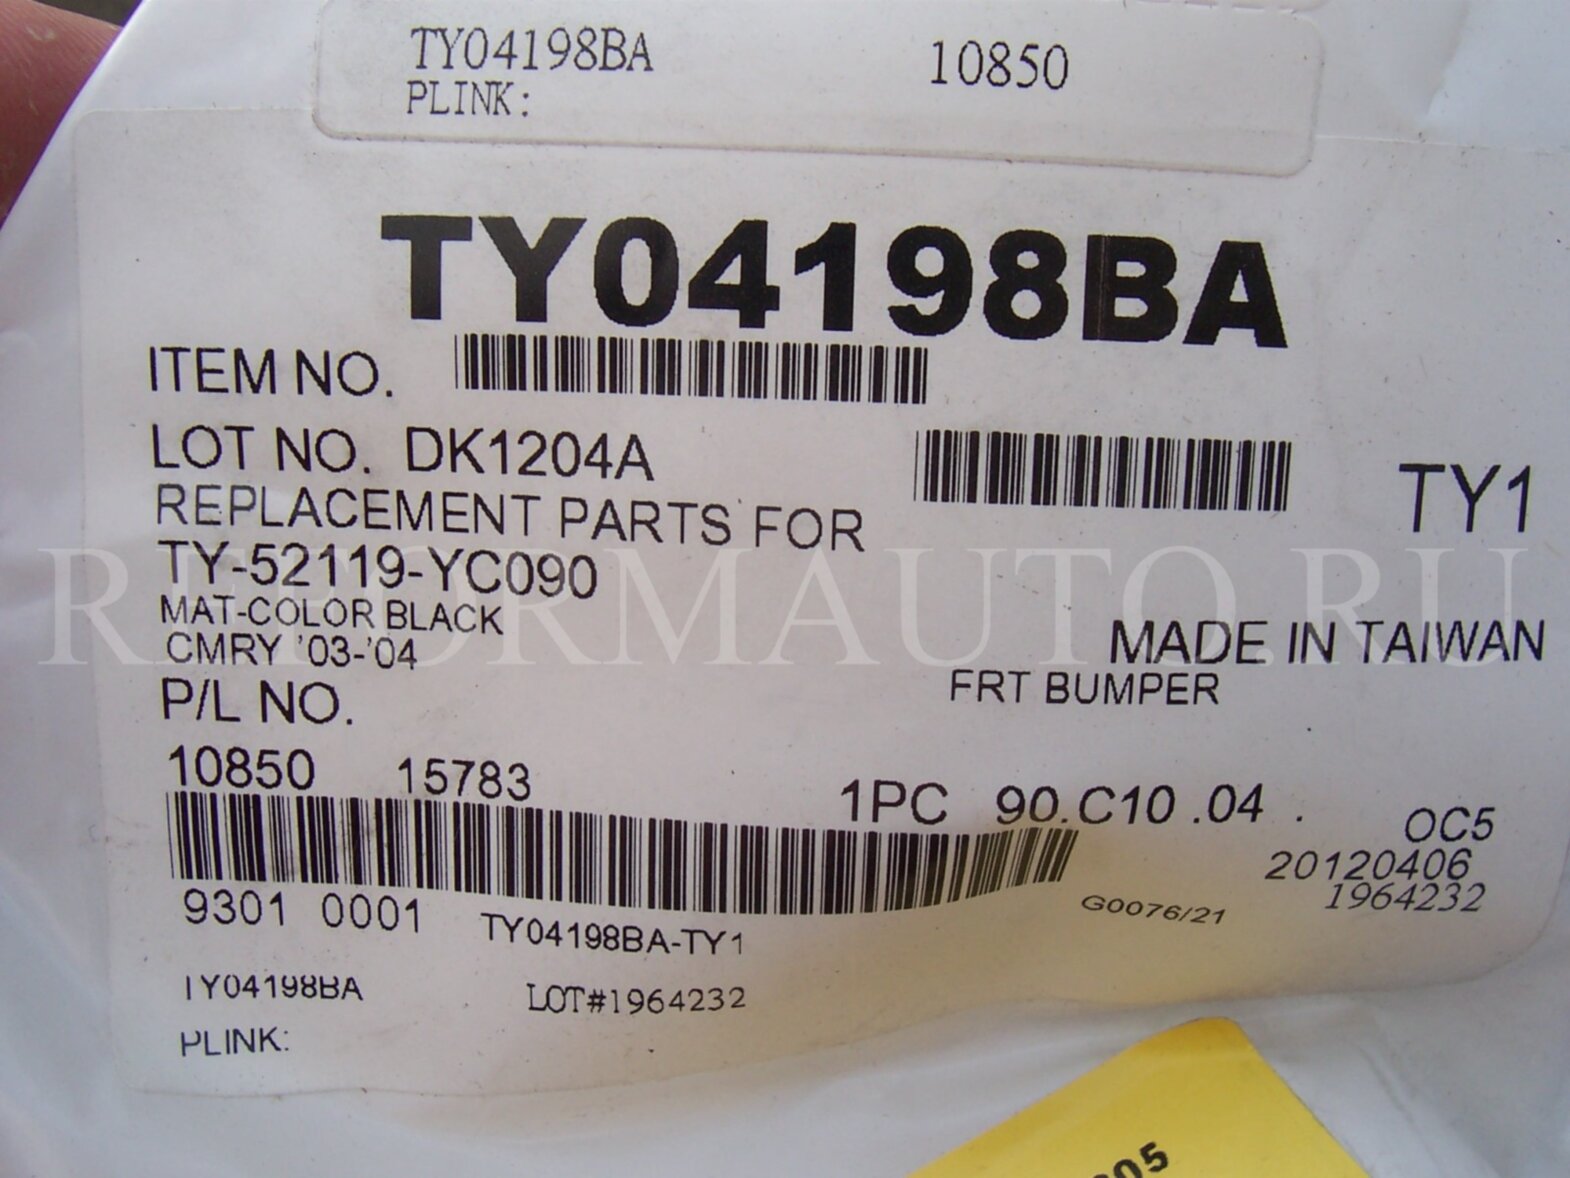 TY04198BA 10850
PLINK:
TY04198BA
ITEM NO.
LOT NO. DK1204A
TY1
REPLACEMENT PARTS FOR
TY-52119-YC090
REFORMAUTO.RU
MAT-COLOR BLACK
CMRY '03-'04
MADE IN TAIWAN
FRT BUMPER
P/L NO.
10850 15783
1PC 90.C10 .04 .
OC5
20120406
1964232
G0076/21
9301 0001 TY04198BA-TY1
TY04198BA LOT#1964232
PLINK: